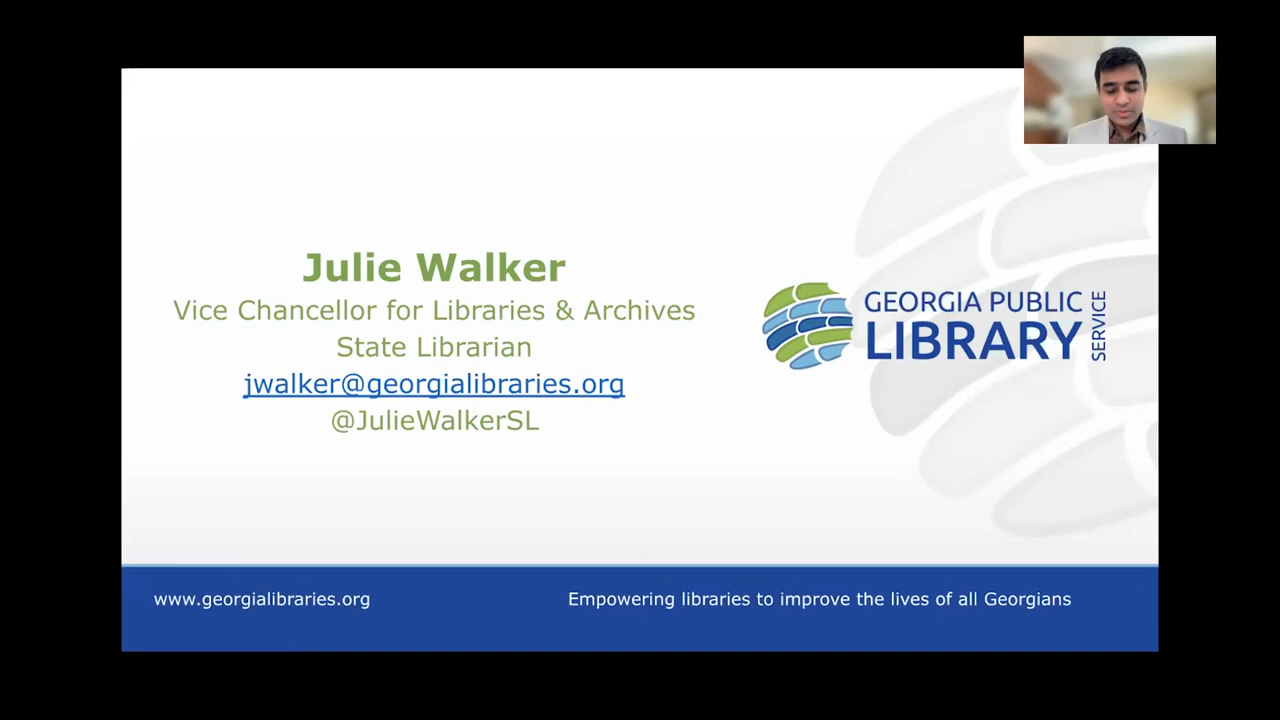 Julie Walker
Vice Chancellor for Libraries & Archives
State Librarian
jwalker@georgialibraries.org
@JulieWalkerSL
GEORGIA PUBLIC
LIBRARY
SERVICE
www.georgialibraries.org
Empowering libraries to improve the lives of all Georgians